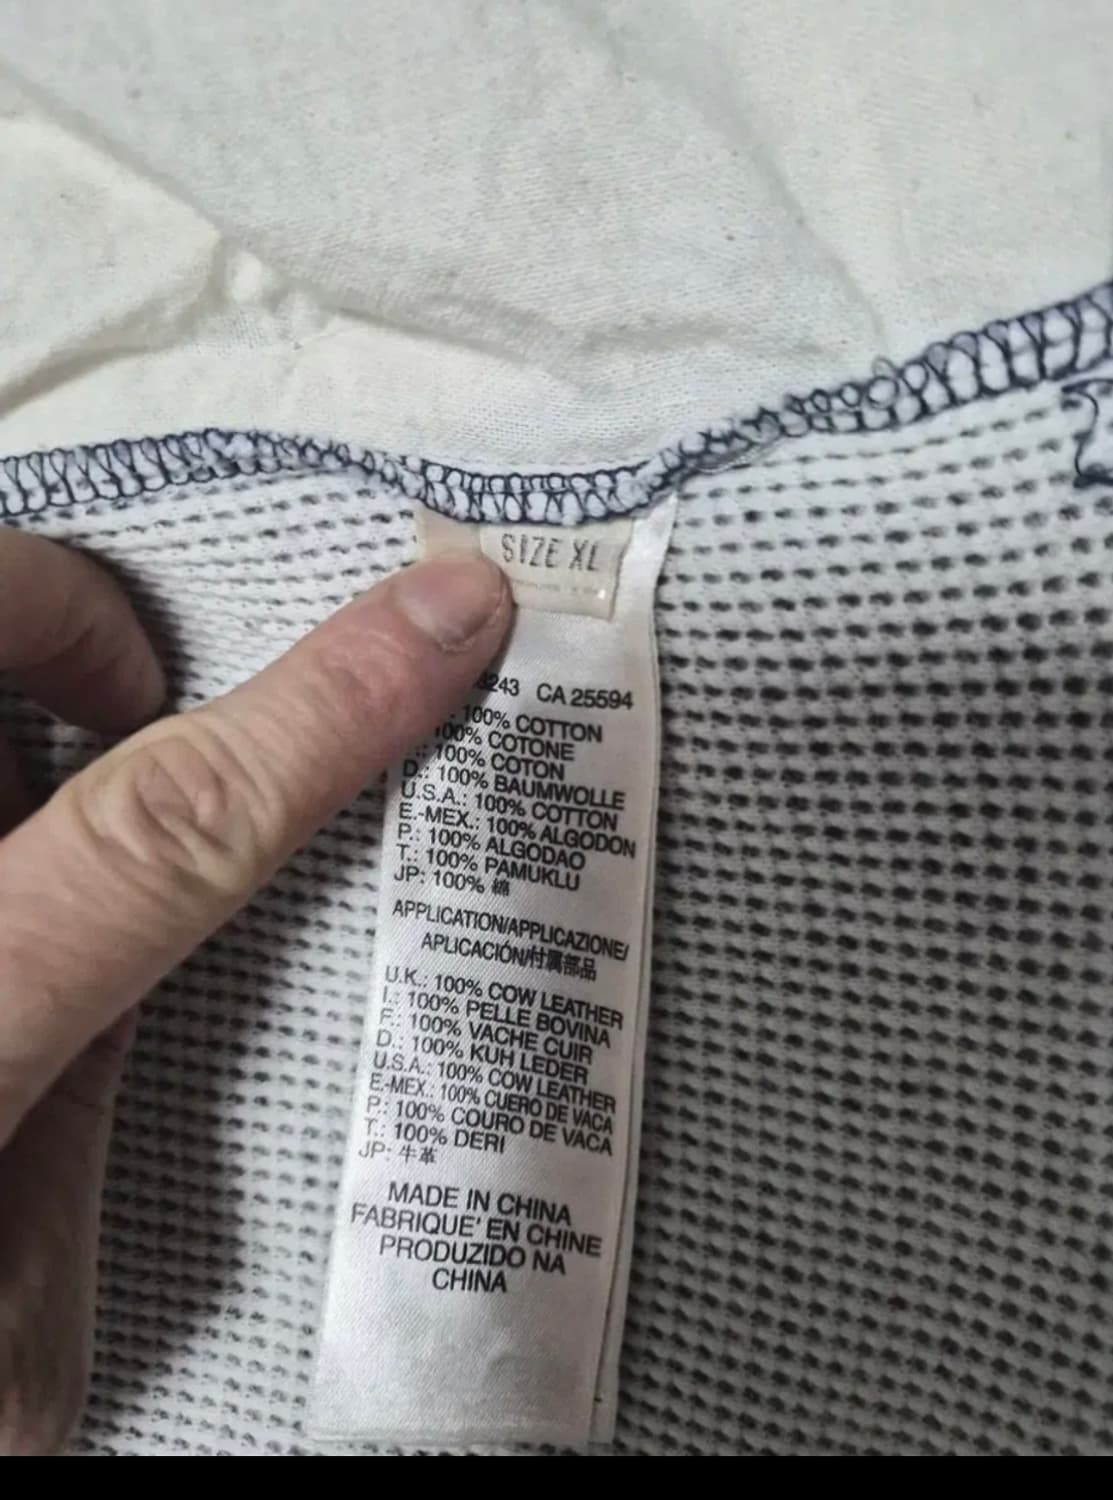 SIZE XL
243 CA 25594
: 100% COTTON
100% COTONE
: 100% COTON
D.: 100% BAUMWOLLE
U.S.A.: 100% COTTON
E.-MEX.: 100% ALGODON
P.: 100% ALGODAO
T.: 100% PAMUKLU
JP: 100% 綿
APPLICATION/APPLICAZIONE/
APLICACIÓN/付属部品
U.K.: 100% COW LEATHER
I.: 100% PELLE BOVINA
F.: 100% VACHE CUIR
D.: 100% KUH LEDER
U.S.A.: 100% COW LEATHER
E.-MEX.: 100% CUERO DE VACA
P.: 100% COURO DE VACA
T.: 100% DERI
JP: 牛革
MADE IN CHINA
FABRIQUE' EN CHINE
PRODUZIDO NA
CHINA